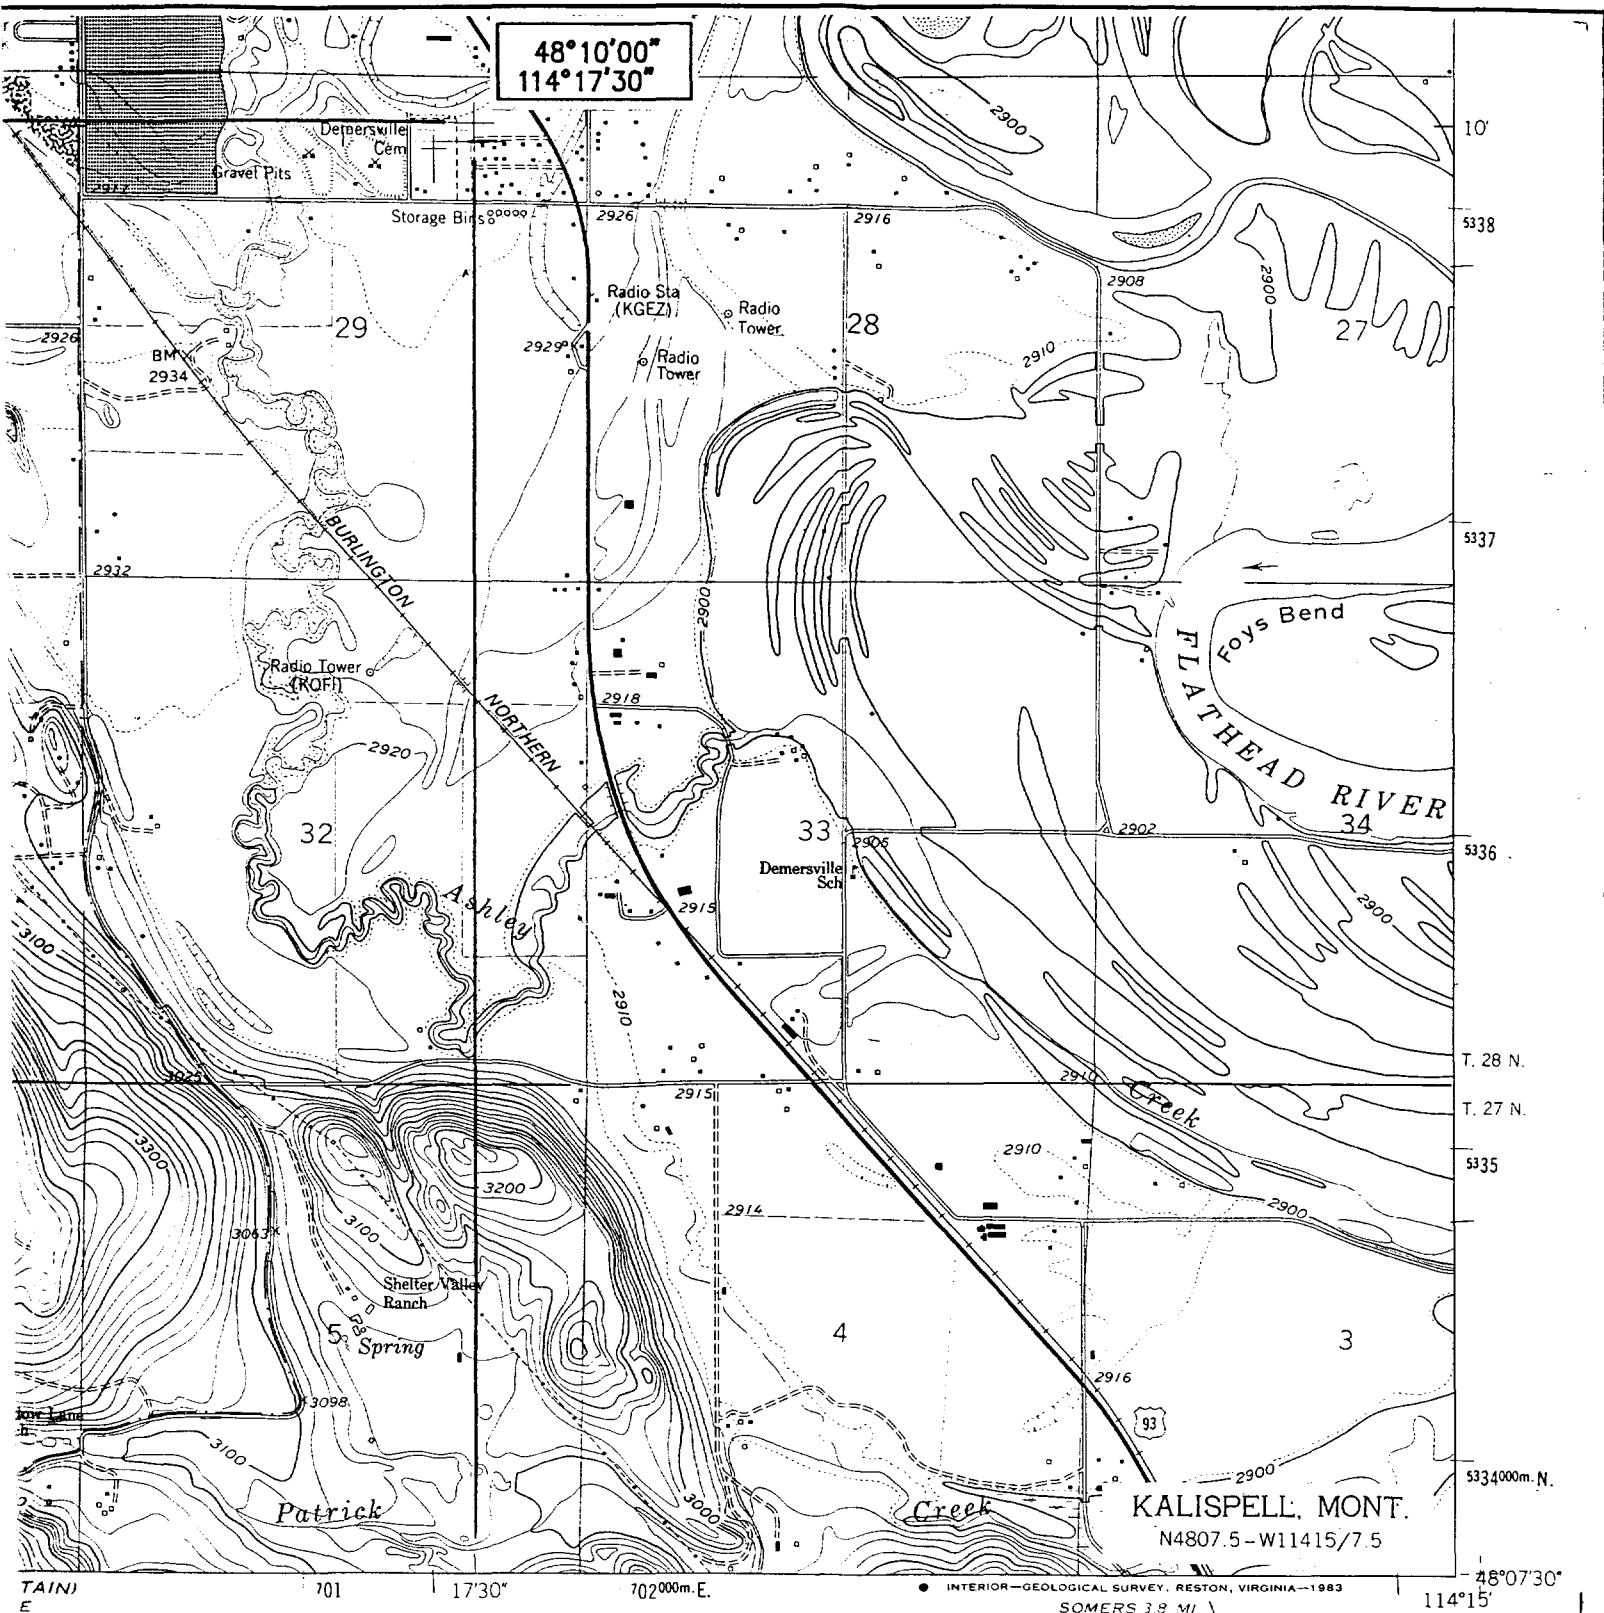 48°10'00"
114°17'30"
2900
10'
Demersville
Cem
Gravel Pits
Storage Bins
2926
2916
5338
2908
2900
Radio Sta
(KGEZ)
Radio
Tower
29
28
27
2926
BM X
2934
2929
Radio
Tower
2910
BURLINGTON
5337
2932
2900
Foys Bend
FLATHEAD RIVER
Radio Tower
(KOFI)
2918
NORTHERN
2920
32
33
2905
2902
34
5336
Demersville
Sch
Ashley
2915
2900
3100
2910
T. 28 N.
3025
2915
2910
Creek
T. 27 N.
3300
2910
5335
3200
2914
2900
3063
3100
Shelter Valley
Ranch
5
Spring
4
3
2916
3098
93
3100
2900
5334000m. N.
Patrick
3000
Creek
KALISPELL, MONT.
N4807.5-W11415/7.5
48°07'30"
TAIN)
701
17'30"
702000m. E.
INTERIOR—GEOLOGICAL SURVEY, RESTON, VIRGINIA—1983
114°15'
E
SOMERS 3.8 MI.